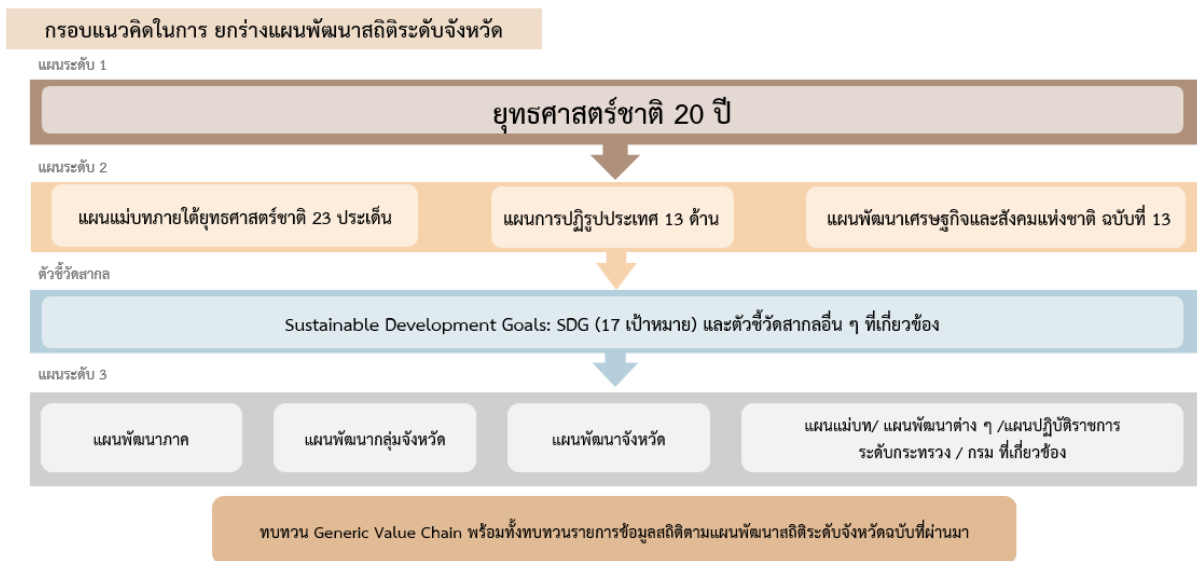 กรอบแนวคิดในการ ยกร่างแผนพัฒนาสถิติระดับจังหวัด
แผนระดับ 1
ยุทธศาสตร์ชาติ 20 ปี
แผนระดับ 2
แผนแม่บทภายใต้ยุทธศาสตร์ชาติ 23 ประเด็น
แผนการปฏิรูปประเทศ 13 ด้าน
แผนพัฒนาเศรษฐกิจและสังคมแห่งชาติ ฉบับที่ 13
ตัวชี้วัดสากล
Sustainable Development Goals: SDG (17 เป้าหมาย) และตัวชี้วัดสากลอื่น ๆ ที่เกี่ยวข้อง
แผนระดับ 3
แผนพัฒนาภาค
แผนพัฒนากลุ่มจังหวัด
แผนพัฒนาจังหวัด
แผนแม่บท/ แผนพัฒนาต่าง ๆ /แผนปฏิบัติราชการ
ระดับกระทรวง / กรม ที่เกี่ยวข้อง
ทบทวน Generic Value Chain พร้อมทั้งทบทวนรายการข้อมูลสถิติตามแผนพัฒนาสถิติระดับจังหวัดฉบับที่ผ่านมา